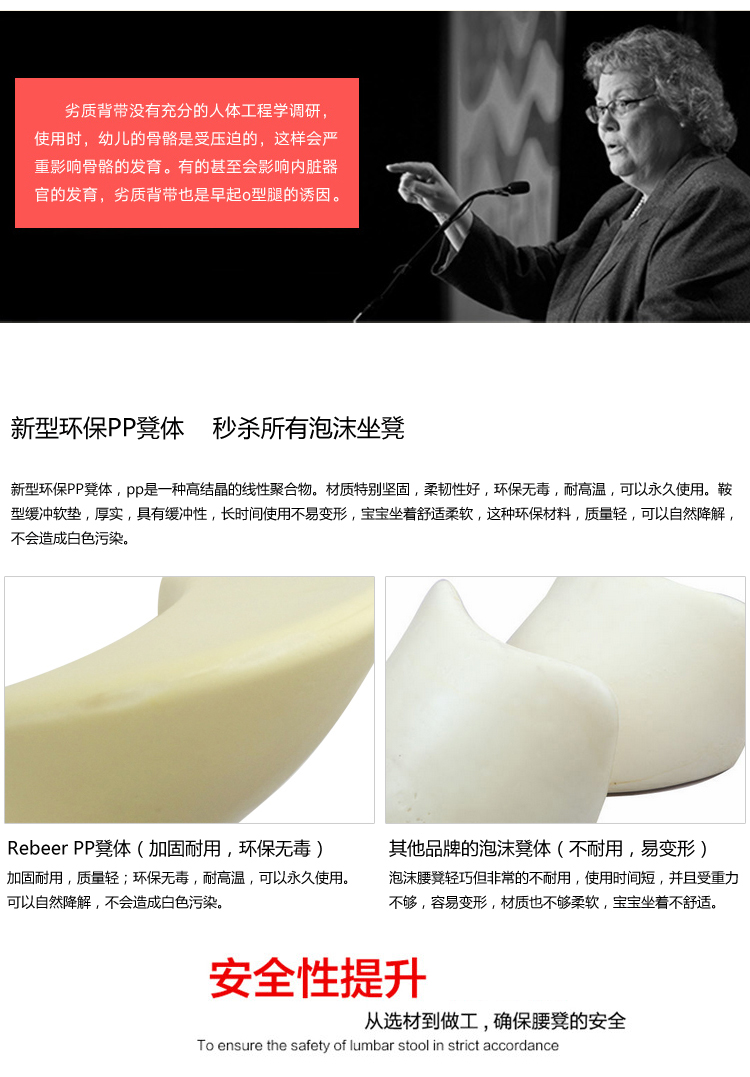 劣质背带没有充分的人体工程学调研，
使用时，幼儿的骨骼是受压迫的，这样会严
重影响骨骼的发育。有的甚至会影响内脏器
官的发育，劣质背带也是早起o型腿的诱因。
新型环保PP凳体 秒杀所有泡沫坐凳
新型环保PP凳体，pp是一种高结晶的线性聚合物。材质特别坚固，柔韧性好，环保无毒，耐高温，可以永久使用。鞍
型缓冲软垫，厚实，具有缓冲性，长时间使用不易变形，宝宝坐着舒适柔软，这种环保材料，质量轻，可以自然降解，
不会造成白色污染。
Rebeer PP凳体（加固耐用，环保无毒）
加固耐用，质量轻；环保无毒，耐高温，可以永久使用。
可以自然降解，不会造成白色污染。
其他品牌的泡沫凳体（不耐用，易变形）
泡沫腰凳轻巧但非常的不耐用，使用时间短，并且受重力
不够，容易变形，材质也不够柔软，宝宝坐着不舒适。
安全性提升
从选材到做工，确保腰凳的安全
To ensure the safety of lumbar stool in strict accordance